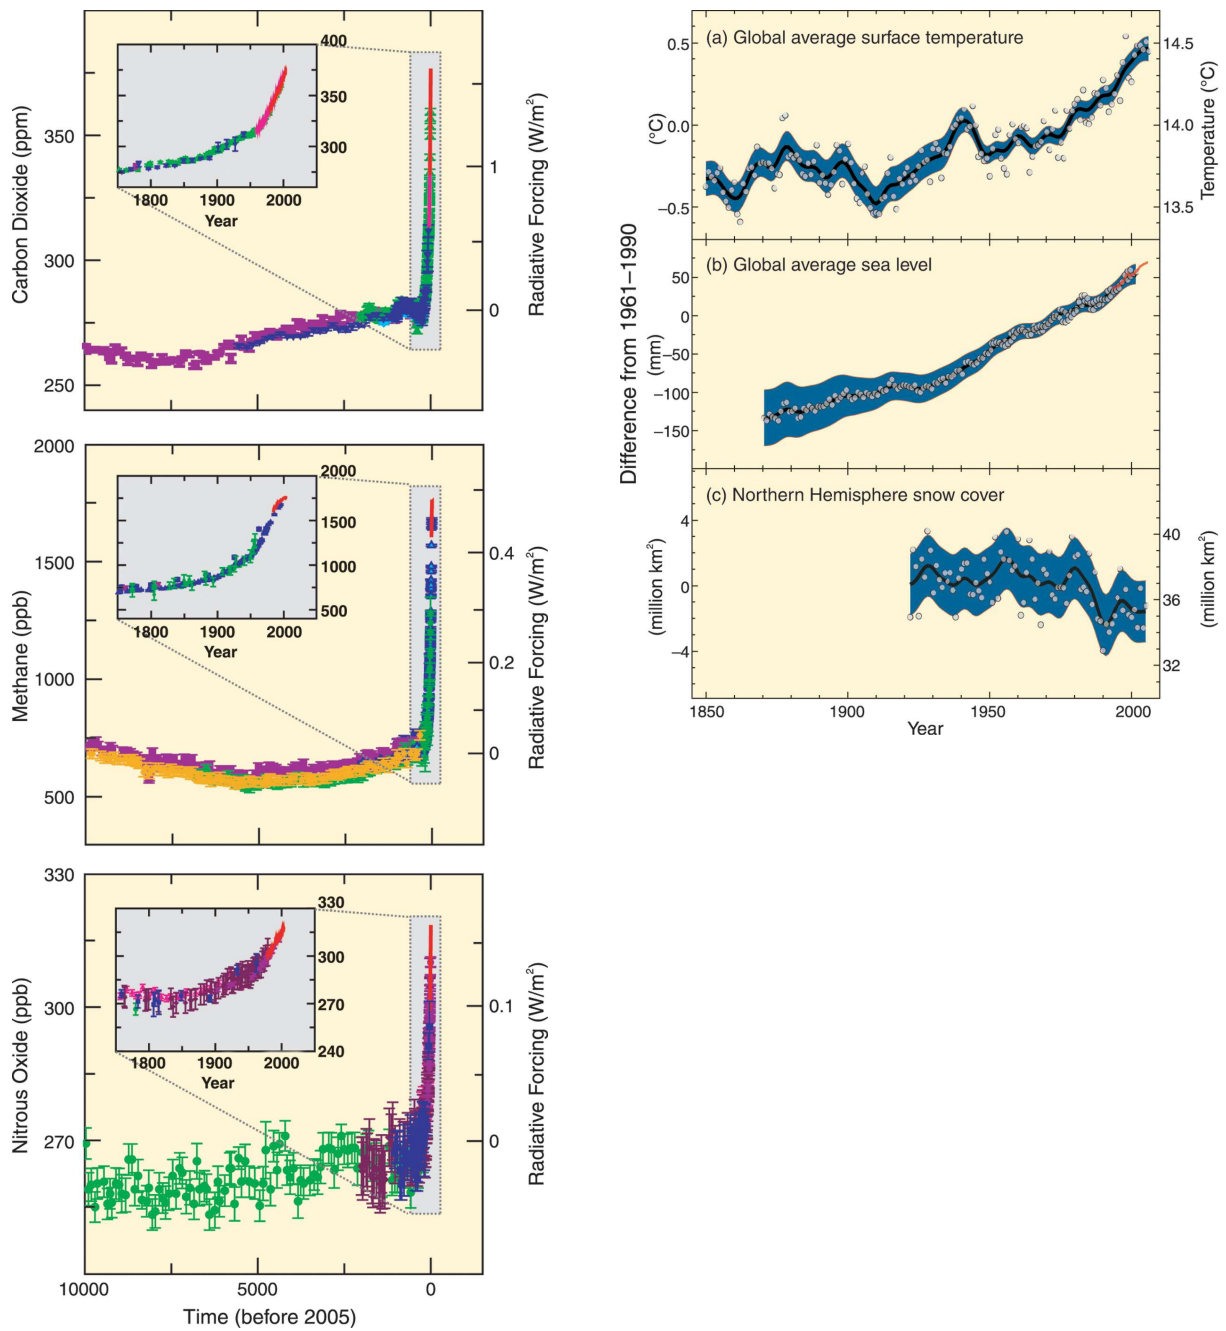 400
350
300
1800 1900 2000
Year
350
300
250
Carbon Dioxide (ppm)
1
0
Radiative Forcing (W/m²)
2000
1500
1000
500
Methane (ppb)
2000
1500
1000
500
1800 1900 2000
Year
0.4
0.2
0
Radiative Forcing (W/m²)
330
300
270
Nitrous Oxide (ppb)
330
300
270
240
1800 1900 2000
Year
0.1
0
Radiative Forcing (W/m²)
10000 5000 0
Time (before 2005)
(a) Global average surface temperature
0.5
0.0
−0.5
(°C)
14.5
14.0
13.5
Temperature (°C)
Difference from 1961–1990
(b) Global average sea level
50
0
−50
−100
−150
(mm)
(c) Northern Hemisphere snow cover
4
0
−4
(million km²)
40
36
32
(million km²)
1850 1900 1950 2000
Year